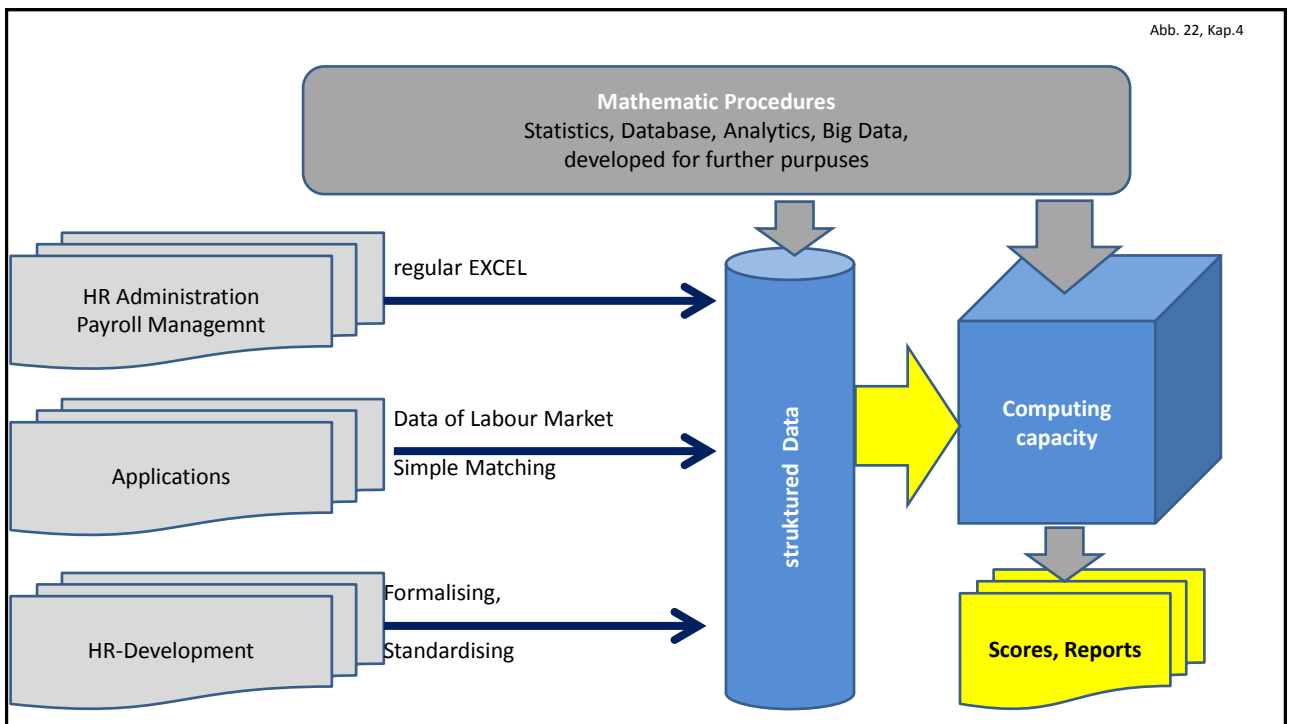 Abb. 22, Kap.4
Mathematic Procedures
Statistics, Database, Analytics, Big Data,
developed for further purpuses
regular EXCEL
HR Administration
Payroll Managemnt
Data of Labour Market
Simple Matching
Applications
Formalising,
Standardising
HR-Development
struktured Data
Computing
capacity
Scores, Reports